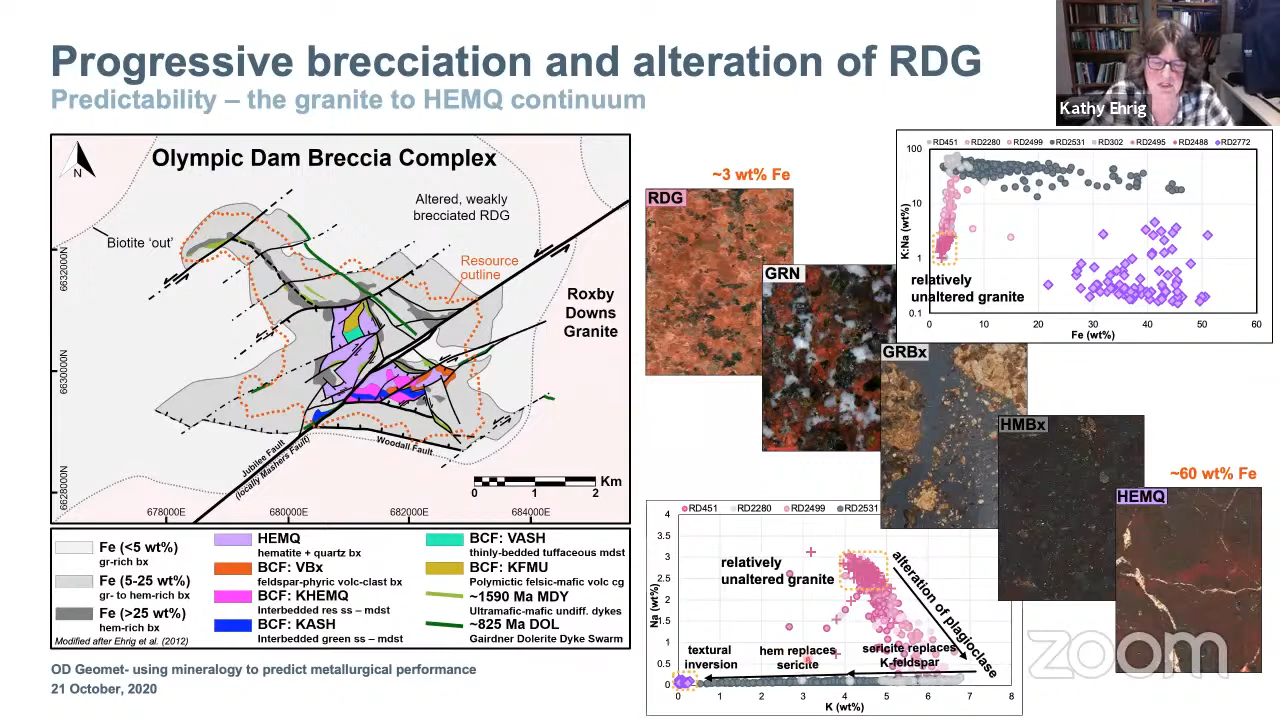 Progressive brecciation and alteration of RDG
Predictability – the granite to HEMQ continuum
Kathy Ehrig
Olympic Dam Breccia Complex
N
Altered, weakly
brecciated RDG
Biotite ‘out’
Resource
outline
Roxby
Downs
Granite
6632000N
6630000N
6628000N
Jubilee Fault
(locally Mashers Fault)
Woodall Fault
Km
0 1 2
678000E 680000E 682000E 684000E
Fe (<5 wt%)
gr-rich bx
Fe (5-25 wt%)
gr- to hem-rich bx
Fe (>25 wt%)
hem-rich bx
Modified after Ehrig et al. (2012)
HEMQ
hematite + quartz bx
BCF: VBx
feldspar-phyric volc-clast bx
BCF: KHEMQ
Interbedded res ss – mdst
BCF: KASH
Interbedded green ss – mdst
BCF: VASH
thinly-bedded tuffaceous mdst
BCF: KFMU
Polymictic felsic-mafic volc cg
~1590 Ma MDY
Ultramafic-mafic undiff. dykes
~825 Ma DOL
Gairdner Dolerite Dyke Swarm
OD Geomet- using mineralogy to predict metallurgical performance
21 October, 2020
~3 wt% Fe
RDG
GRN
GRBx
HMBx
~60 wt% Fe
HEMQ
RD451 RD2280 RD2499 RD2531 RD302 RD2495 RD2488 RD2772
100
10
1
0.1
K:Na (wt%)
relatively
unaltered granite
0 10 20 30 40 50 60
Fe (wt%)
RD451 RD2280 RD2499 RD2531
4
3.5
3
2.5
2
1.5
1
0.5
0
Na (wt%)
relatively
unaltered granite
alteration of plagioclase
textural
inversion
hem replaces
sericite
sericite replaces
K-feldspar
0 1 2 3 4 5 6 7 8
K (wt%)
zoom